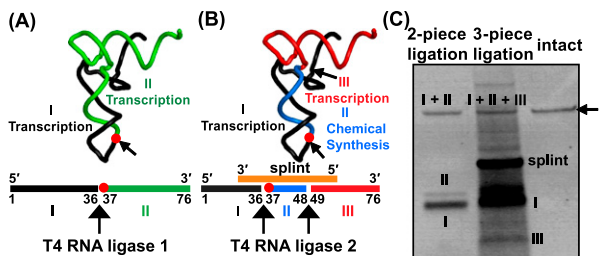 (A)
II
Transcription
I
Transcription
5′ 3′
1 36 37 76
I II
T4 RNA ligase 1
(B)
III
Transcription
I
Transcription
II
Chemical
Synthesis
splint
3′ 5′
5′ 3′
1 36 37 48 49 76
I II III
T4 RNA ligase 2
(C)
2-piece 3-piece
ligation ligation intact
I + II I + II + III
splint
II
I I
III